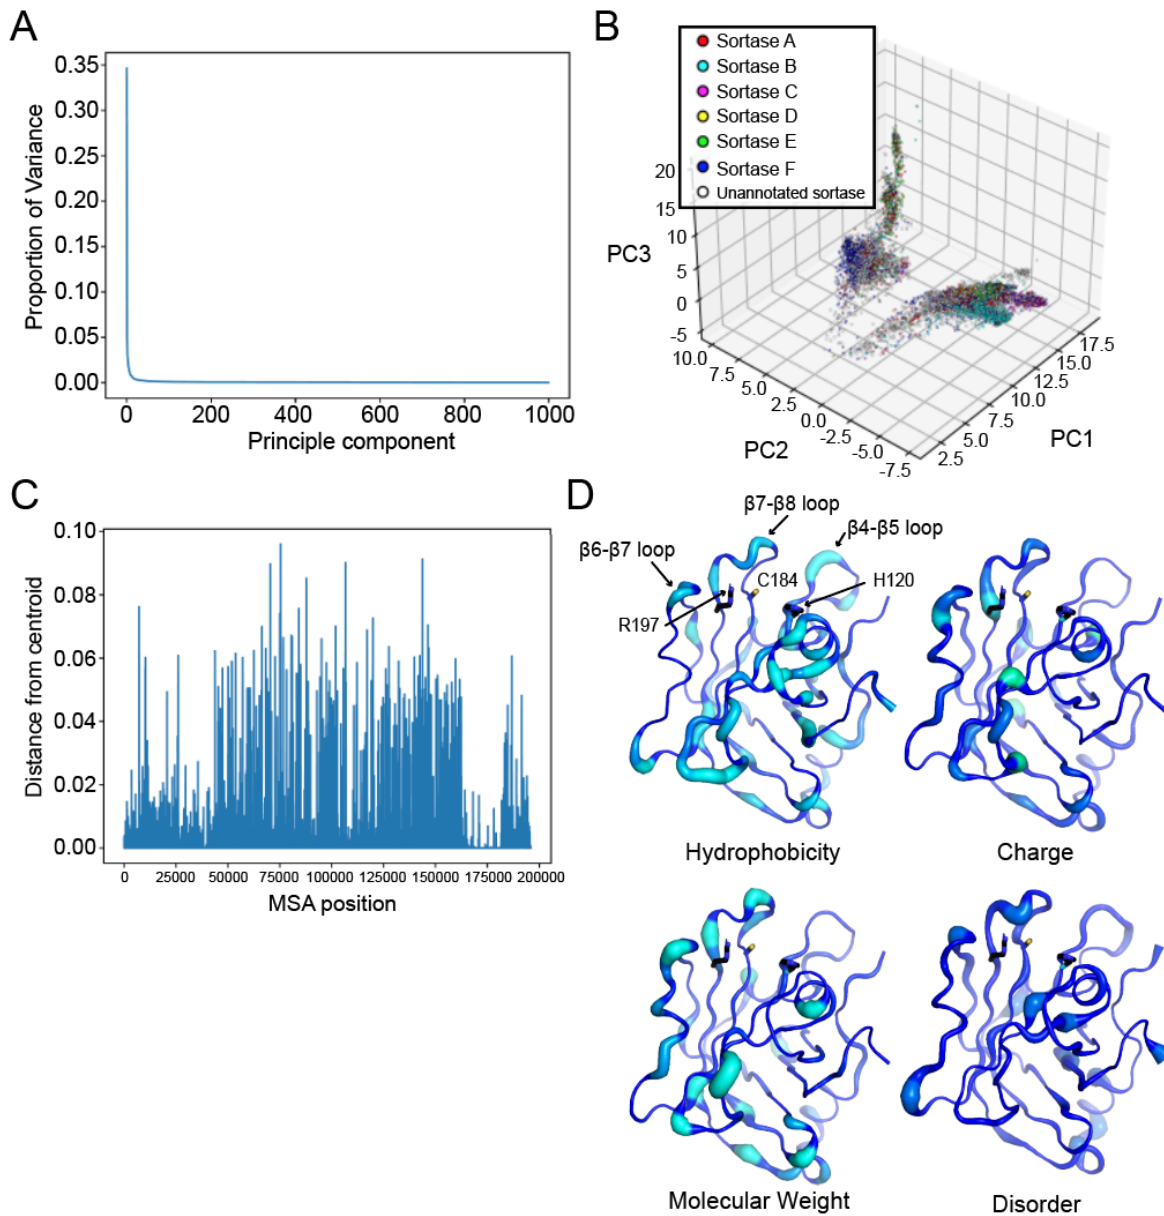 A
0.35
0.30
0.25
0.20
0.15
0.10
0.05
0.00
Proportion of Variance
0 200 400 600 800 1000
Principle component
B
Sortase A
Sortase B
Sortase C
Sortase D
Sortase E
Sortase F
Unannotated sortase
20
15
10
5
0
-5
PC3
10.0
7.5
5.0
2.5
0.0
-2.5
-5.0
-7.5
PC2
17.5
15.0
12.5
10.0
7.5
5.0
2.5
PC1
C
0.10
0.08
0.06
0.04
0.02
0.00
Distance from centroid
0 25000 50000 75000 100000 125000 150000 175000 200000
MSA position
D
β7-β8 loop
β4-β5 loop
β6-β7 loop
C184
H120
R197
Hydrophobicity
Charge
Molecular Weight
Disorder